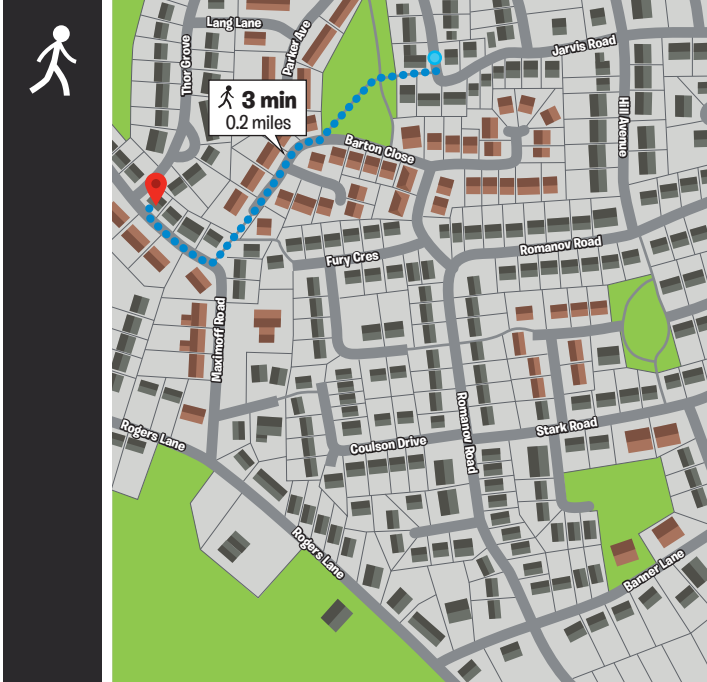 Lang Lane
Parker Ave
Thor Grove
Jarvis Road
Hill Avenue
3 min
0.2 miles
Barton Close
Romanov Road
Fury Cres
Maximoff Road
Romanov Road
Stark Road
Rogers Lane
Coulson Drive
Rogers Lane
Banner Lane